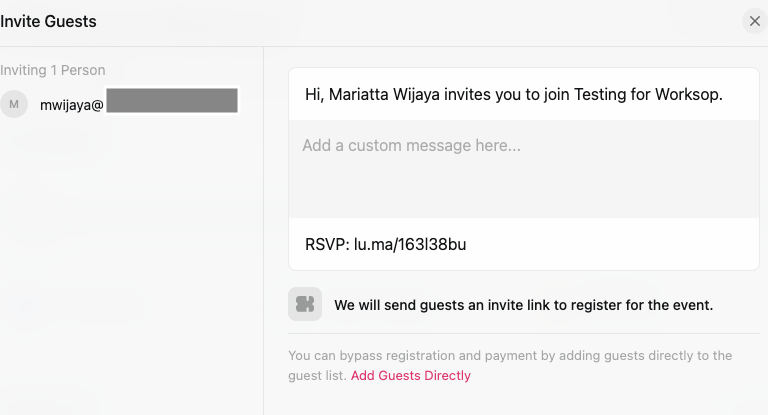 Invite Guests
Inviting 1 Person
M
mwijaya@
Hi, Mariatta Wijaya invites you to join Testing for Worksop.
Add a custom message here...
RSVP: lu.ma/163l38bu
We will send guests an invite link to register for the event.
You can bypass registration and payment by adding guests directly to the
guest list. Add Guests Directly